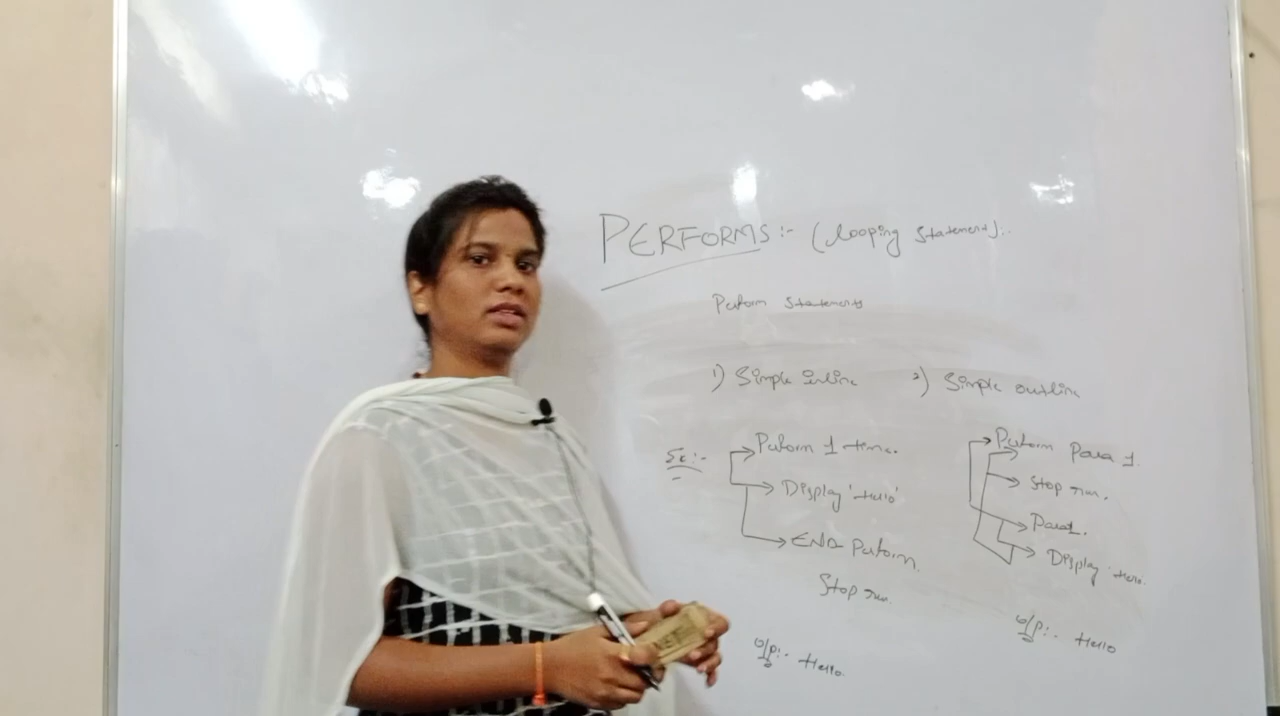 PERFORMS:- (looping statement):-
Perform statements
1) Simple inline
2) Simple outline
Ex:-
Perform 1 time.
Display 'Hello'
END Perform.
Stop run.
o/p:- Hello.
Perform Para 1.
Stop run.
Para1.
Display 'Hello.
o/p:- Hello